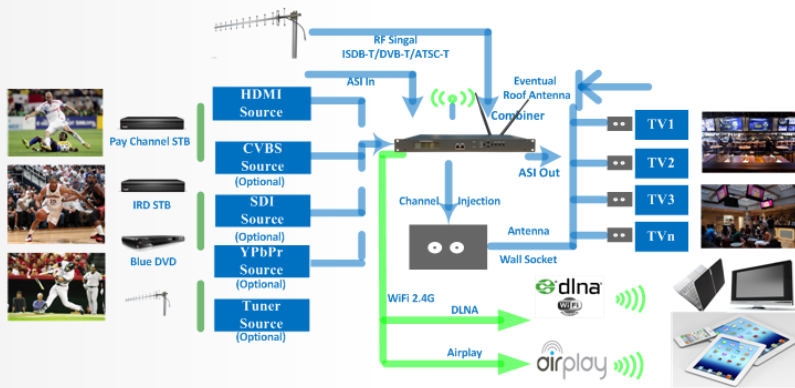 RF Singal
ISDB-T/DVB-T/ATSC-T
ASI In
Eventual
Roof Antenna
Combiner
HDMI
Source
Pay Channel STB
CVBS
Source
(Optional)
IRD STB
SDI
Source
(Optional)
Blue DVD
YPbPr
Source
(Optional)
Tuner
Source
(Optional)
ASI Out
Channel
Injection
Antenna
Wall Socket
TV1
TV2
TV3
TVn
WiFi 2.4G
DLNA
dlna
Wi Fi
Airplay
airplay